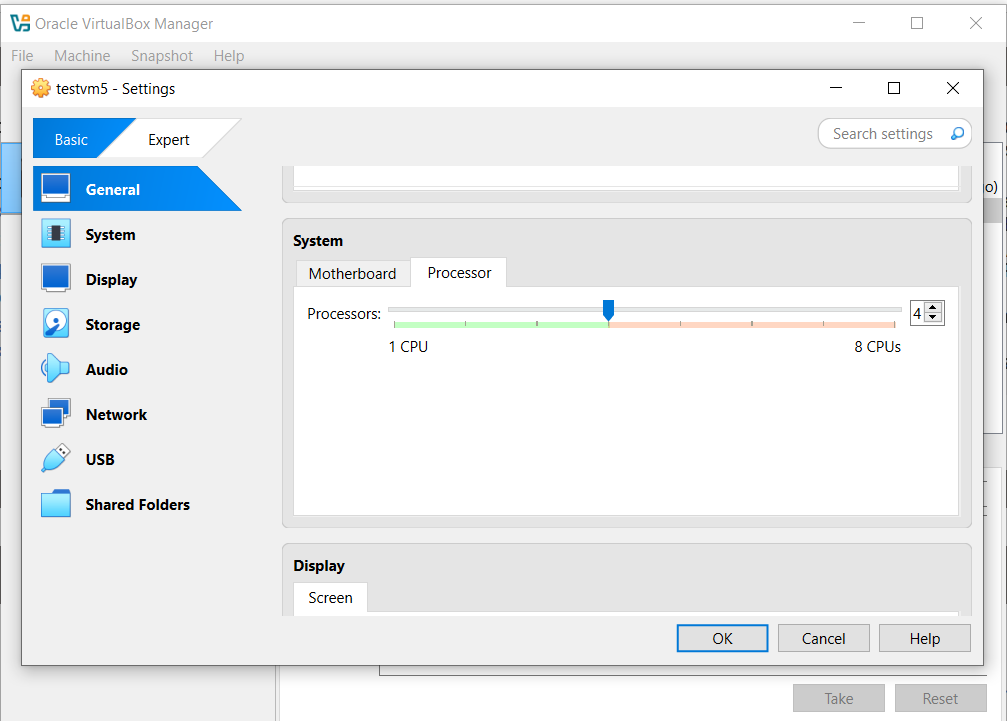 Oracle VirtualBox Manager
File Machine Snapshot Help
testvm5 - Settings
Basic Expert Search settings
General
System
Display
Storage
Audio
Network
USB
Shared Folders
System
Motherboard Processor
Processors: 4
1 CPU 8 CPUs
Display
Screen
OK Cancel Help
o)
Take Reset